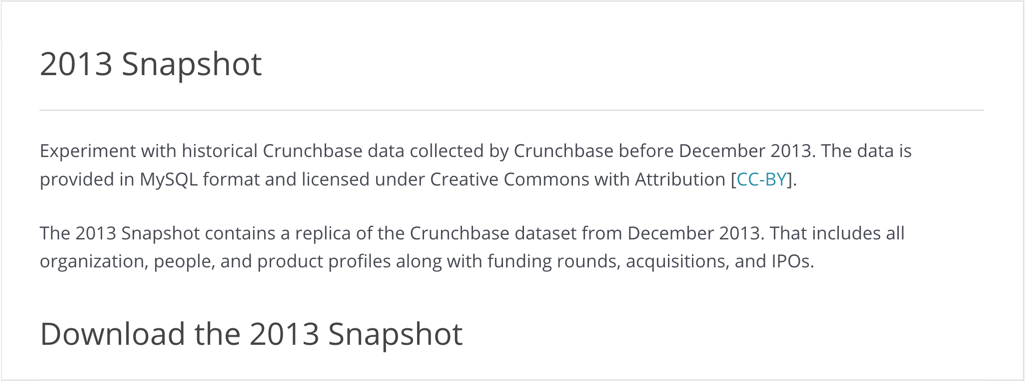 2013 Snapshot
Experiment with historical Crunchbase data collected by Crunchbase before December 2013. The data is
provided in MySQL format and licensed under Creative Commons with Attribution [CC-BY].
The 2013 Snapshot contains a replica of the Crunchbase dataset from December 2013. That includes all
organization, people, and product profiles along with funding rounds, acquisitions, and IPOs.
Download the 2013 Snapshot